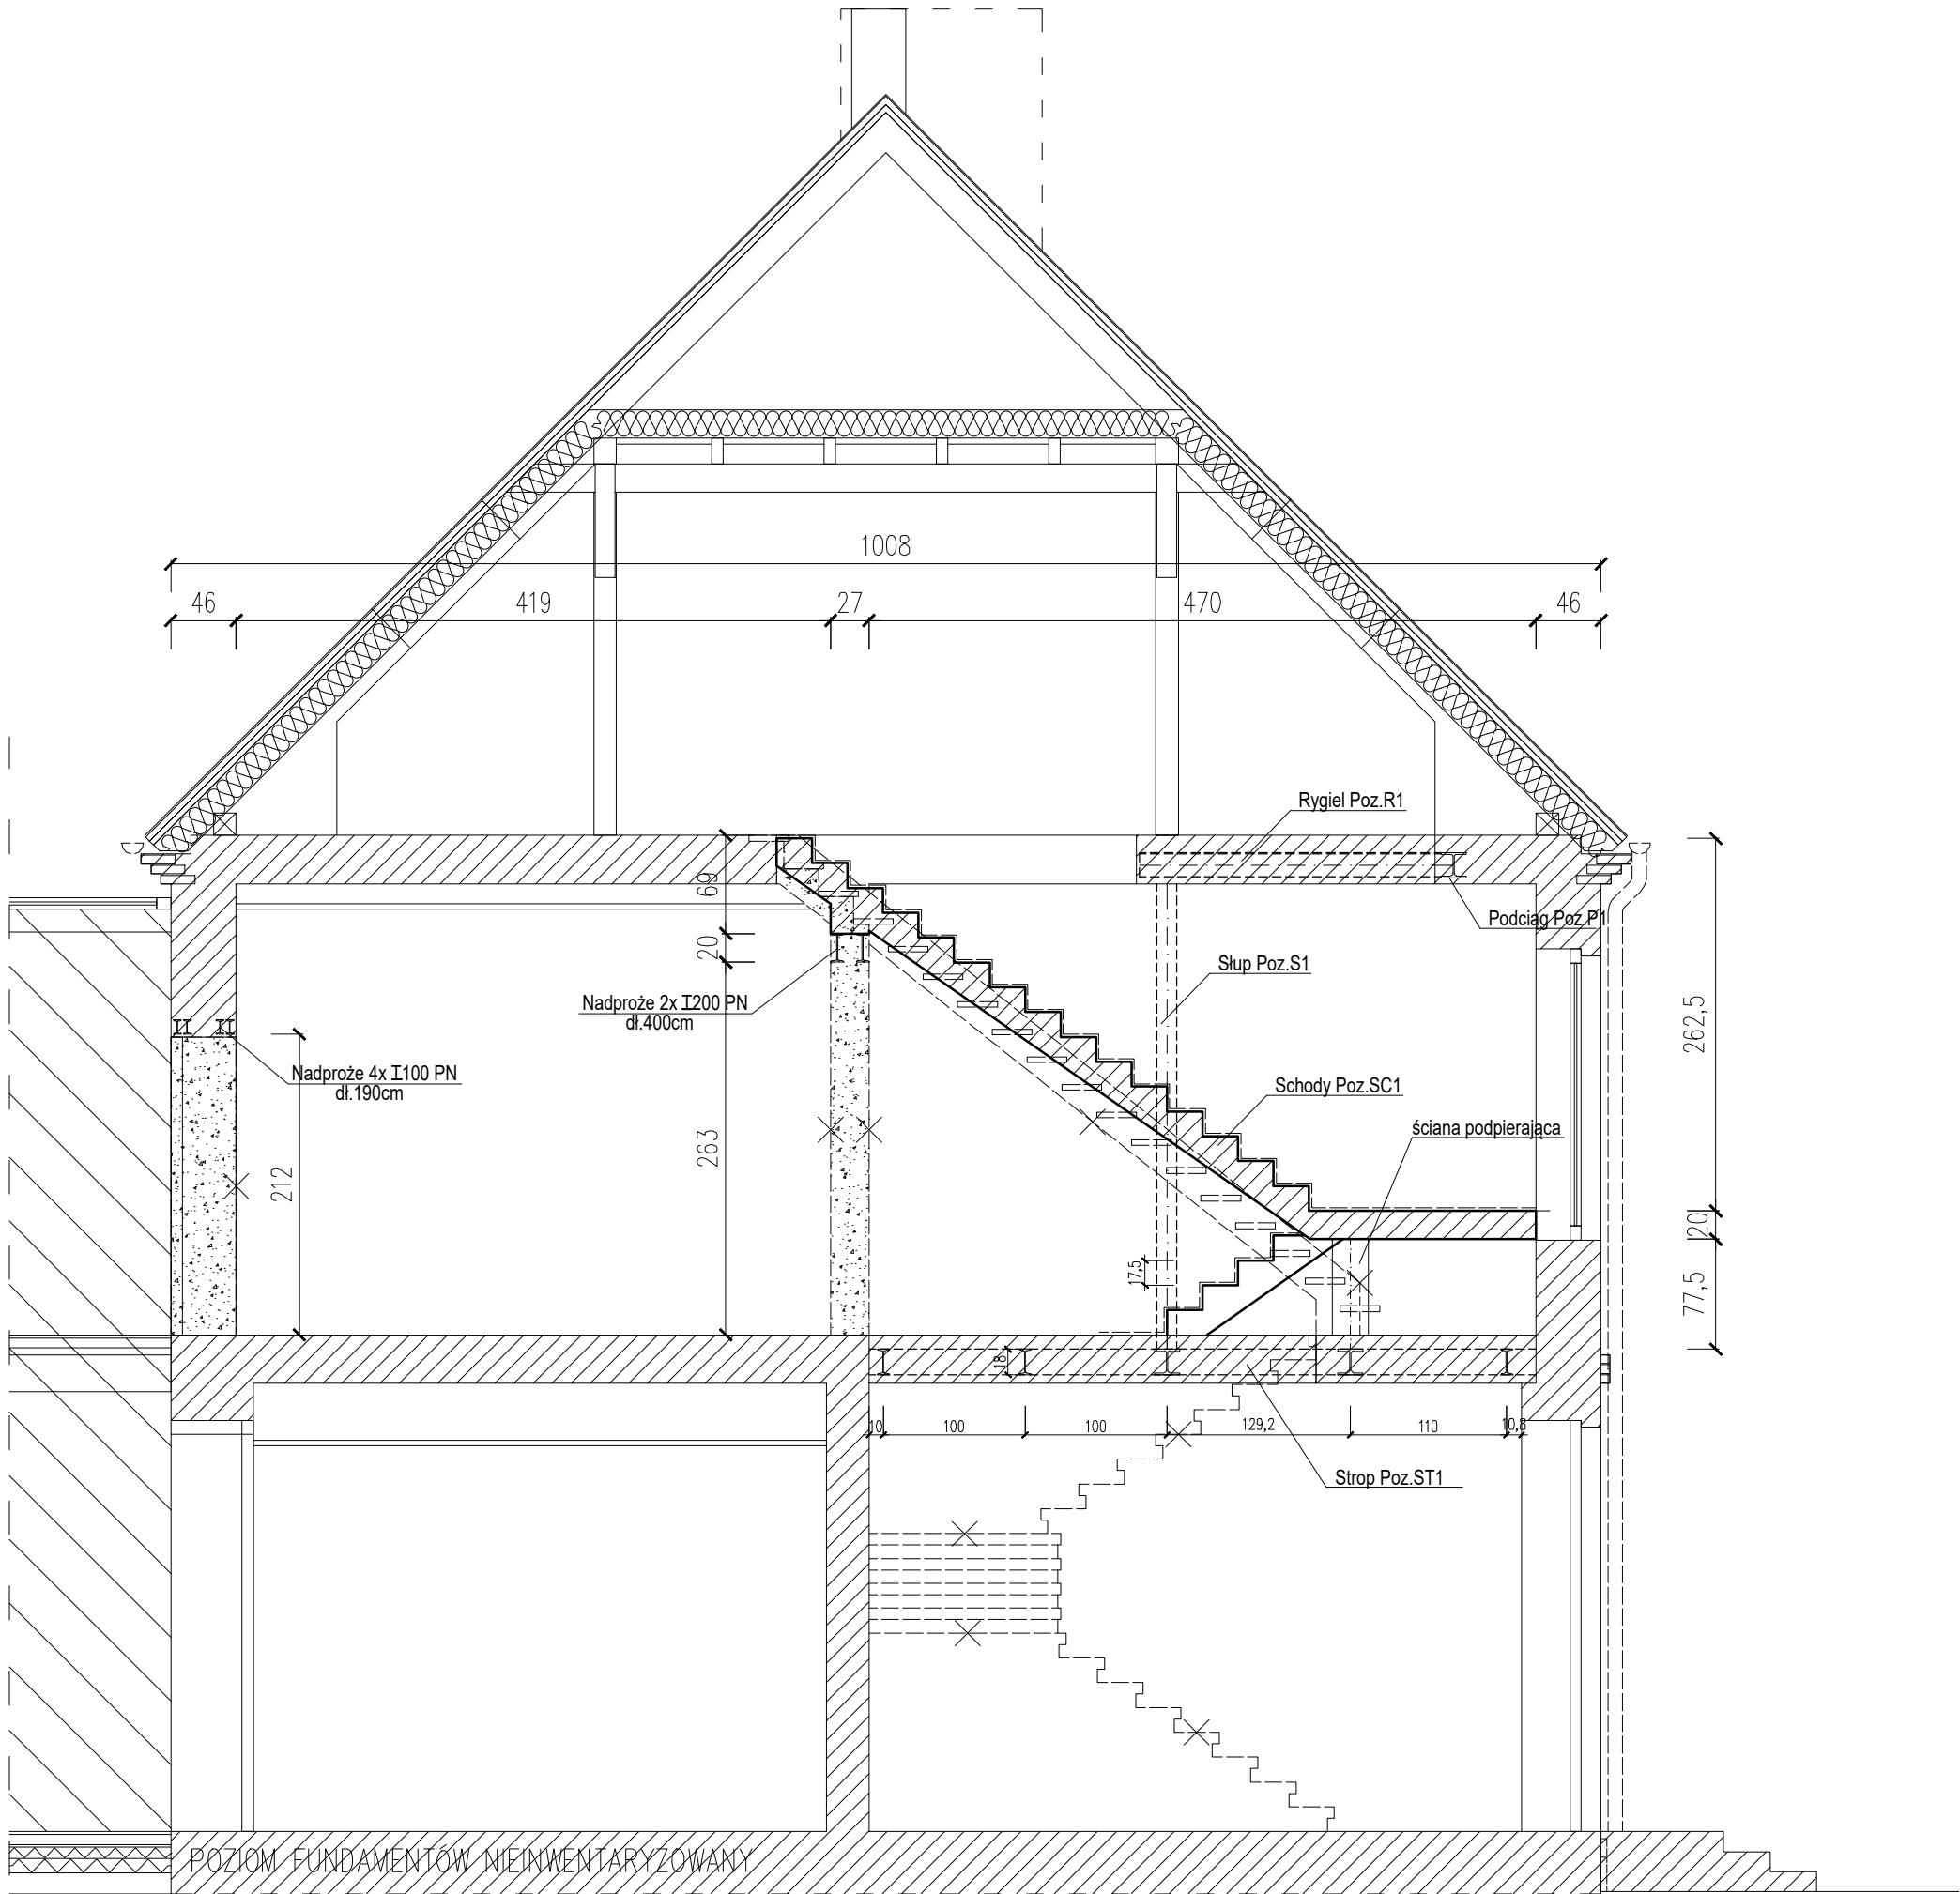 1008
46
419
27
470
46
Rygiel Poz.R1
69
Podciąg Poz.P1
20
Słup Poz.S1
Nadproże 2x I200 PN
dł.400cm
262,5
Nadproże 4x I100 PN
dł.190cm
Schody Poz.SC1
ściana podpierająca
263
212
20
17,5
77,5
18
10
100
100
129,2
110
10,8
Strop Poz.ST1
POZIOM FUNDAMENTÓW NIEINWENTARYZOWANY